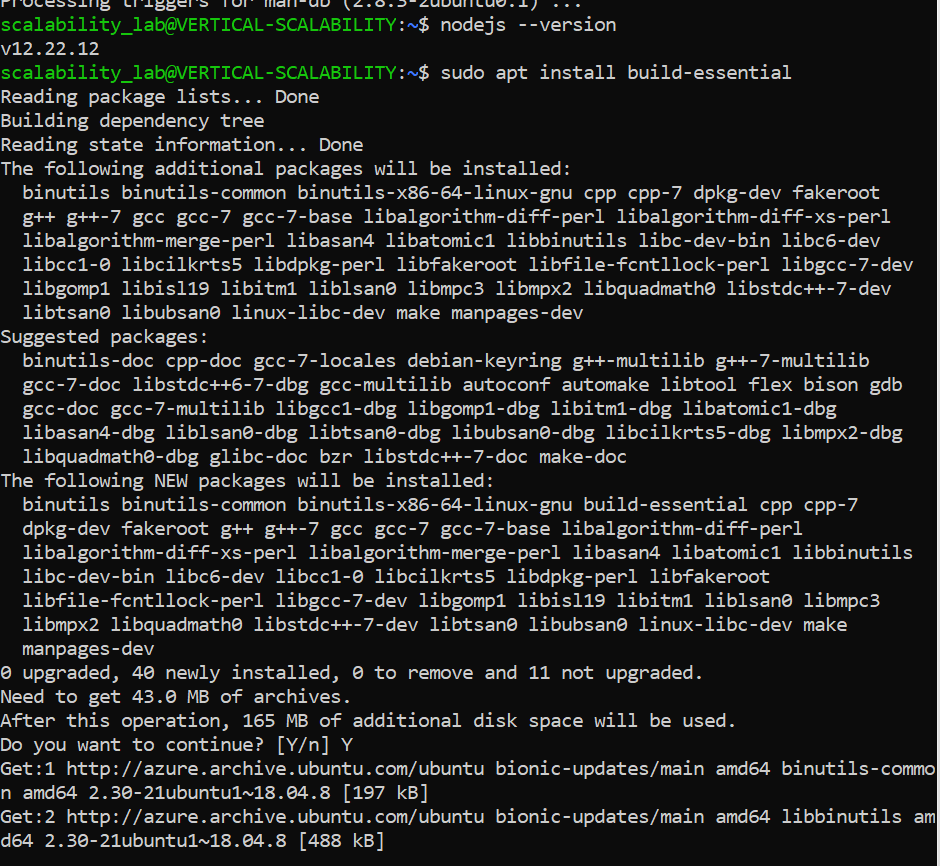 Processing triggers for man-db (2.8.3-2ubuntu0.1) ...
scalability_lab@VERTICAL-SCALABILITY:~$ nodejs --version
v12.22.12
scalability_lab@VERTICAL-SCALABILITY:~$ sudo apt install build-essential
Reading package lists... Done
Building dependency tree
Reading state information... Done
The following additional packages will be installed:
  binutils binutils-common binutils-x86-64-linux-gnu cpp cpp-7 dpkg-dev fakeroot
  g++ g++-7 gcc gcc-7 gcc-7-base libalgorithm-diff-perl libalgorithm-diff-xs-perl
  libalgorithm-merge-perl libasan4 libatomic1 libbinutils libc-dev-bin libc6-dev
  libcc1-0 libcilkrts5 libdpkg-perl libfakeroot libfile-fcntllock-perl libgcc-7-dev
  libgomp1 libisl19 libitm1 liblsan0 libmpc3 libmpx2 libquadmath0 libstdc++-7-dev
  libtsan0 libubsan0 linux-libc-dev make manpages-dev
Suggested packages:
  binutils-doc cpp-doc gcc-7-locales debian-keyring g++-multilib g++-7-multilib
  gcc-7-doc libstdc++6-7-dbg gcc-multilib autoconf automake libtool flex bison gdb
  gcc-doc gcc-7-multilib libgcc1-dbg libgomp1-dbg libitm1-dbg libatomic1-dbg
  libasan4-dbg liblsan0-dbg libtsan0-dbg libubsan0-dbg libcilkrts5-dbg libmpx2-dbg
  libquadmath0-dbg glibc-doc bzr libstdc++-7-doc make-doc
The following NEW packages will be installed:
  binutils binutils-common binutils-x86-64-linux-gnu build-essential cpp cpp-7
  dpkg-dev fakeroot g++ g++-7 gcc gcc-7 gcc-7-base libalgorithm-diff-perl
  libalgorithm-diff-xs-perl libalgorithm-merge-perl libasan4 libatomic1 libbinutils
  libc-dev-bin libc6-dev libcc1-0 libcilkrts5 libdpkg-perl libfakeroot
  libfile-fcntllock-perl libgcc-7-dev libgomp1 libisl19 libitm1 liblsan0 libmpc3
  libmpx2 libquadmath0 libstdc++-7-dev libtsan0 libubsan0 linux-libc-dev make
  manpages-dev
0 upgraded, 40 newly installed, 0 to remove and 11 not upgraded.
Need to get 43.0 MB of archives.
After this operation, 165 MB of additional disk space will be used.
Do you want to continue? [Y/n] Y
Get:1 http://azure.archive.ubuntu.com/ubuntu bionic-updates/main amd64 binutils-commo
n amd64 2.30-21ubuntu1~18.04.8 [197 kB]
Get:2 http://azure.archive.ubuntu.com/ubuntu bionic-updates/main amd64 libbinutils am
d64 2.30-21ubuntu1~18.04.8 [488 kB]